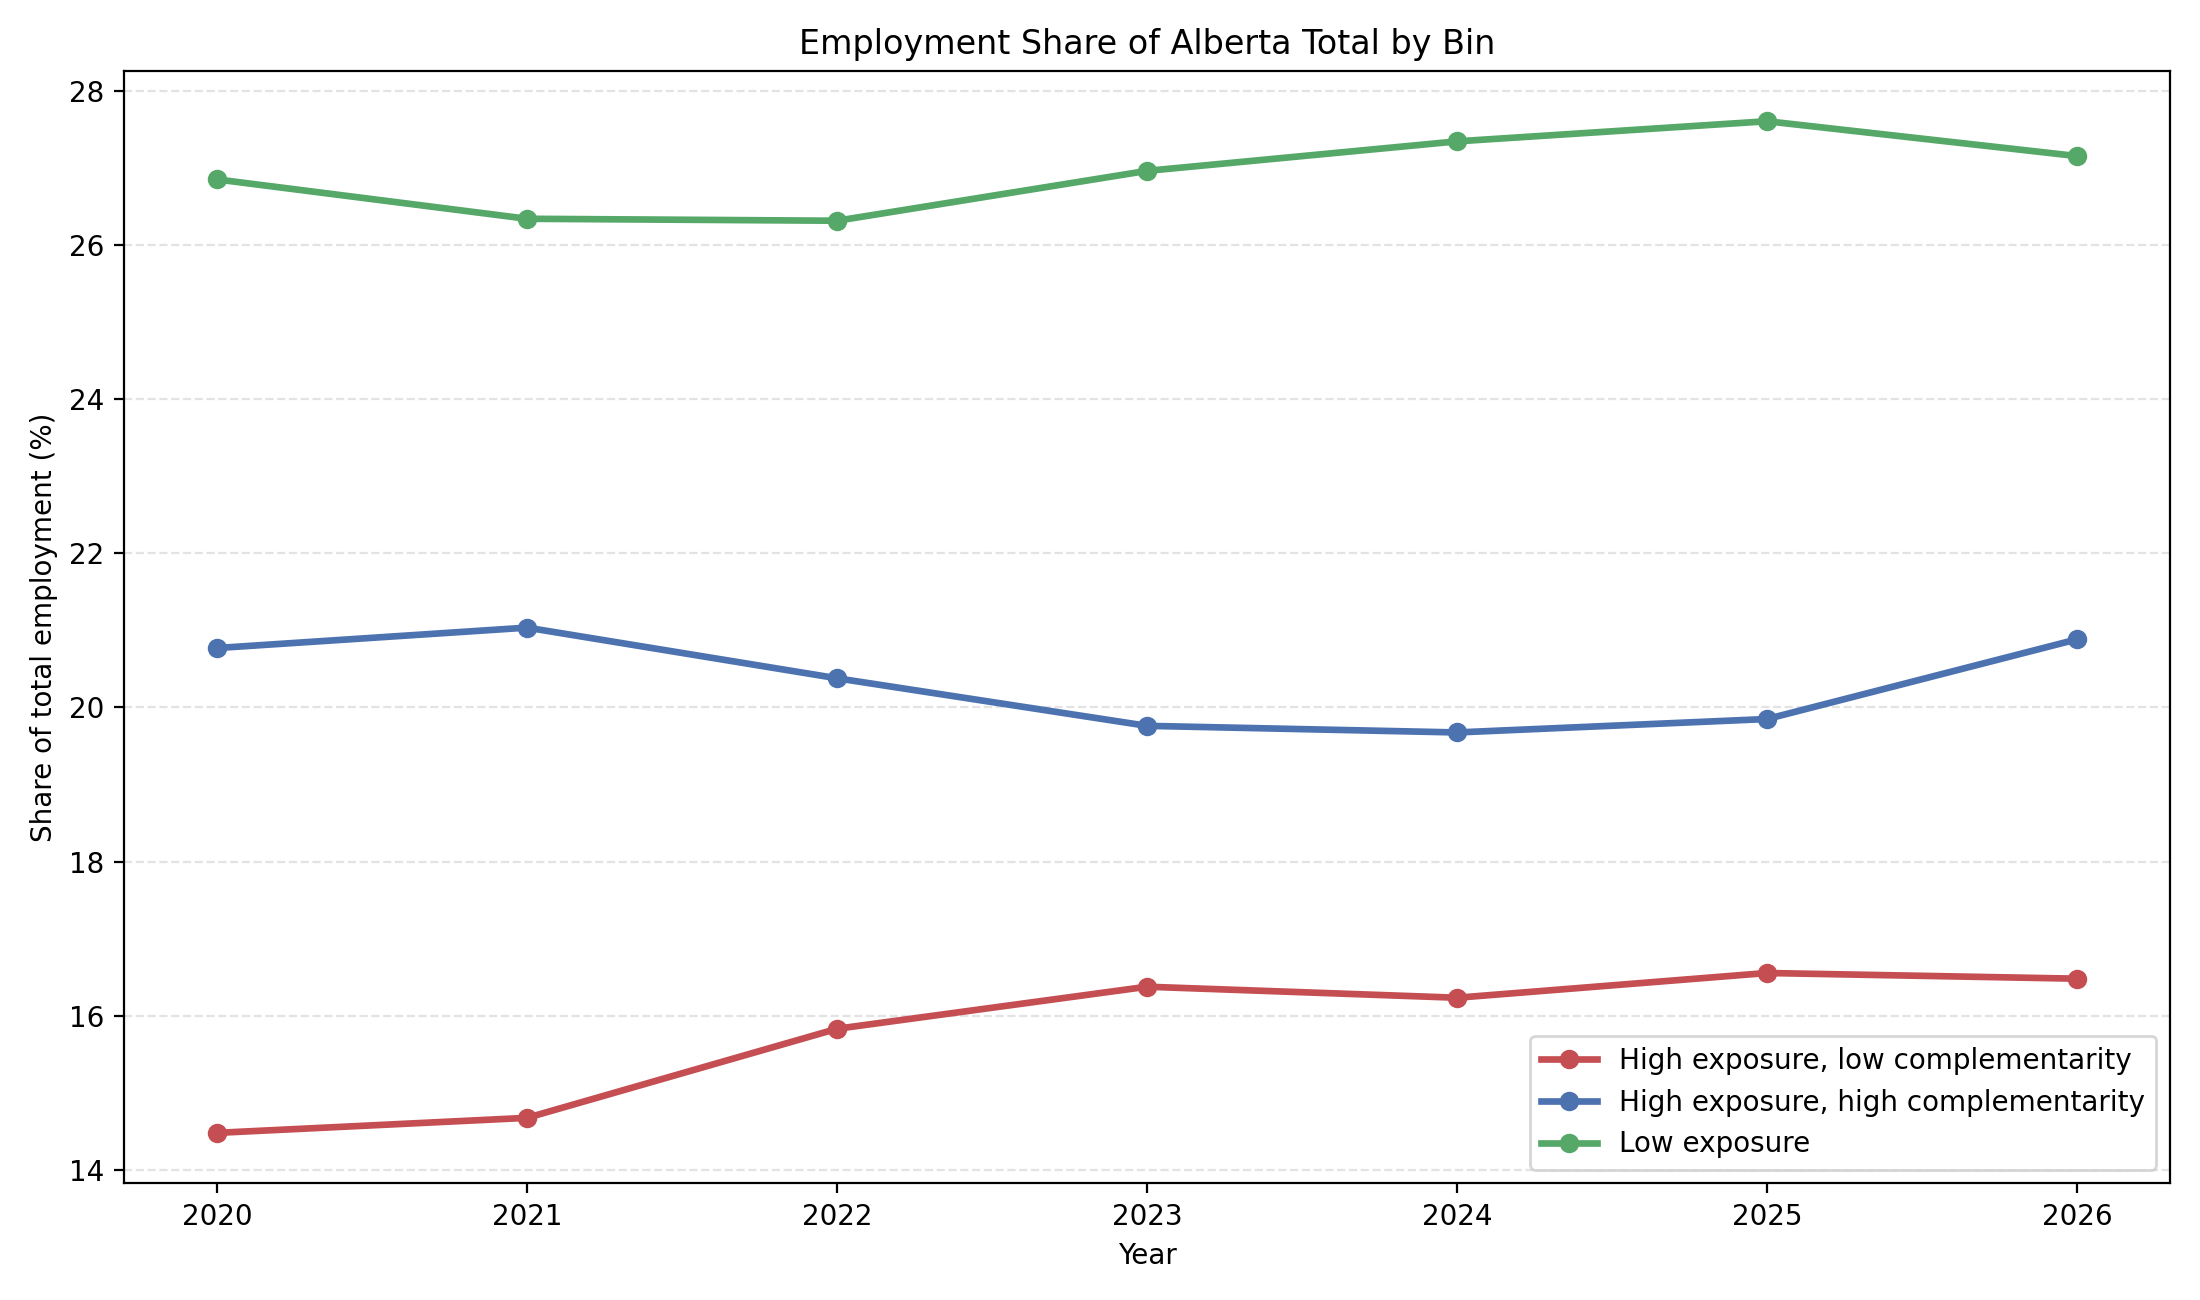 Employment Share of Alberta Total by Bin
Share of total employment (%)
28
26
24
22
20
18
16
14
High exposure, low complementarity
High exposure, high complementarity
Low exposure
2020 2021 2022 2023 2024 2025 2026
Year